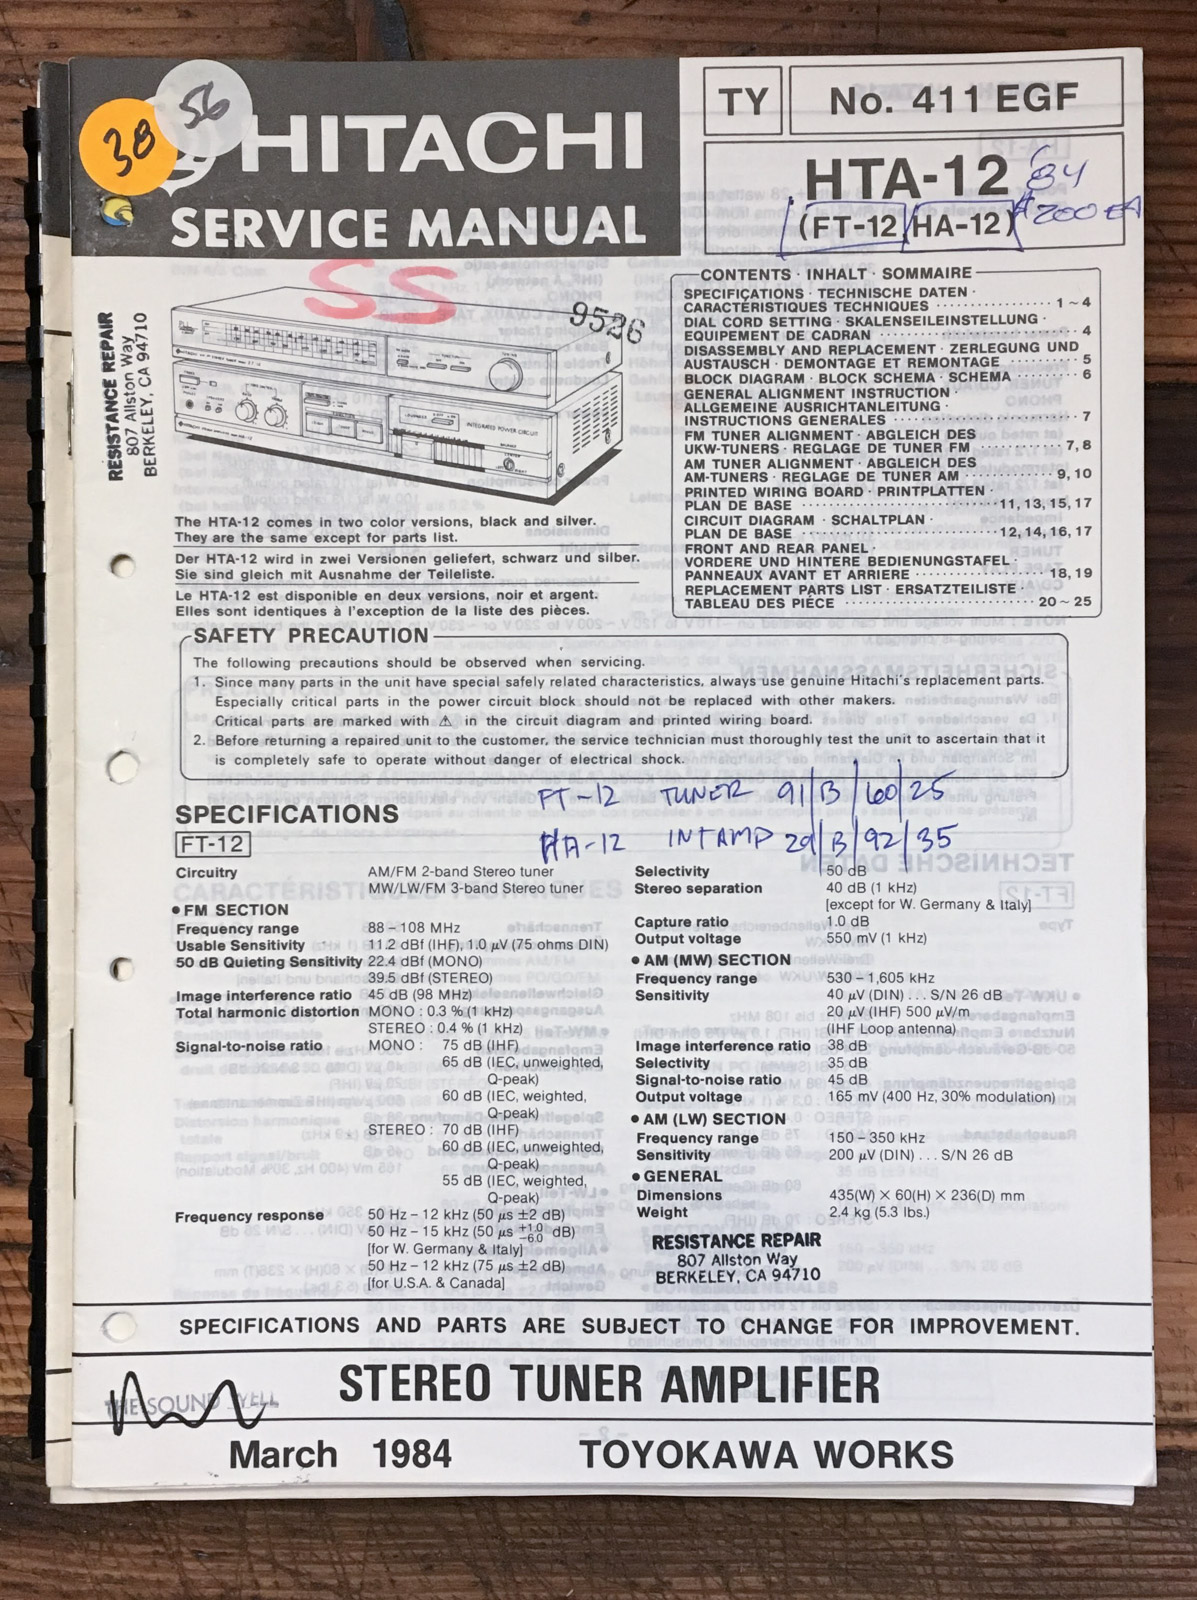 38
56
HITACHI
SERVICE MANUAL
TY
No. 411 EGF
HTA-12
'84
(FT-12, HA-12)
$200 EA
SS
9526
RESISTANCE REPAIR
807 Allston Way
BERKELEY, CA 94710
INTEGRATED POWER CIRCUIT
The HTA-12 comes in two color versions, black and silver.
They are the same except for parts list.
Der HTA-12 wird in zwei Versionen geliefert, schwarz und silber.
Sie sind gleich mit Ausnahme der Teileliste.
Le HTA-12 est disponible en deux versions, noir et argent.
Elles sont identiques à l'exception de la liste des pièces.
CONTENTS · INHALT · SOMMAIRE
SPECIFICATIONS · TECHNISCHE DATEN ·
CARACTÉRISTIQUES TECHNIQUES ········ 1~4
DIAL CORD SETTING · SKALENSEILEINSTELLUNG ·
EQUIPEMENT DE CADRAN ········ 4
DISASSEMBLY AND REPLACEMENT · ZERLEGUNG UND
AUSTAUSCH · DEMONTAGE ET REMONTAGE ········ 5
BLOCK DIAGRAM · BLOCK SCHEMA · SCHEMA ········ 6
GENERAL ALIGNMENT INSTRUCTION ·
ALLGEMEINE AUSRICHTANLEITUNG ·
INSTRUCTIONS GENERALES ········ 7
FM TUNER ALIGNMENT · ABGLEICH DES
UKW-TUNERS · REGLAGE DE TUNER FM ········ 7, 8
AM TUNER ALIGNMENT · ABGLEICH DES
AM-TUNERS · REGLAGE DE TUNER AM ········ 9, 10
PRINTED WIRING BOARD · PRINTPLATTEN ·
PLAN DE BASE ········ 11, 13, 15, 17
CIRCUIT DIAGRAM · SCHALTPLAN ·
PLAN DE BASE ········ 12, 14, 16, 17
FRONT AND REAR PANEL ·
VORDERE UND HINTERE BEDIENUNGSTAFEL ·
PANNEAUX AVANT ET ARRIERE ········ 18, 19
REPLACEMENT PARTS LIST · ERSATZTEILISTE ·
TABLEAU DES PIÉCE ········ 20~25
SAFETY PRECAUTION
The following precautions should be observed when servicing.
1. Since many parts in the unit have special safely related characteristics, always use genuine Hitachi's replacement parts.
Especially critical parts in the power circuit block should not be replaced with other makers.
Critical parts are marked with ⚠ in the circuit diagram and printed wiring board.
2. Before returning a repaired unit to the customer, the service technician must thoroughly test the unit to ascertain that it
is completely safe to operate without danger of electrical shock.
FT-12 TUNER 91/B/60/25
HA-12 INTAMP 29/B/92/35
SPECIFICATIONS
FT-12
Circuitry AM/FM 2-band Stereo tuner
MW/LW/FM 3-band Stereo tuner
● FM SECTION
Frequency range 88 – 108 MHz
Usable Sensitivity 11.2 dBf (IHF), 1.0 μV (75 ohms DIN)
50 dB Quieting Sensitivity 22.4 dBf (MONO)
39.5 dBf (STEREO)
Image interference ratio 45 dB (98 MHz)
Total harmonic distortion MONO : 0.3 % (1 kHz)
STEREO : 0.4 % (1 kHz)
Signal-to-noise ratio MONO : 75 dB (IHF)
65 dB (IEC, unweighted,
Q-peak)
60 dB (IEC, weighted,
Q-peak)
STEREO : 70 dB (IHF)
60 dB (IEC, unweighted,
Q-peak)
55 dB (IEC, weighted,
Q-peak)
Frequency response 50 Hz – 12 kHz (50 μs ±2 dB)
50 Hz – 15 kHz (50 μs +1.0 −6.0 dB)
[for W. Germany & Italy]
50 Hz – 12 kHz (75 μs ±2 dB)
[for U.S.A. & Canada]
Selectivity 50 dB
Stereo separation 40 dB (1 kHz)
[except for W. Germany & Italy]
Capture ratio 1.0 dB
Output voltage 550 mV (1 kHz)
● AM (MW) SECTION
Frequency range 530 – 1,605 kHz
Sensitivity 40 μV (DIN) ... S/N 26 dB
20 μV (IHF) 500 μV/m
(IHF Loop antenna)
Image interference ratio 38 dB
Selectivity 35 dB
Signal-to-noise ratio 45 dB
Output voltage 165 mV (400 Hz, 30% modulation)
● AM (LW) SECTION
Frequency range 150 – 350 kHz
Sensitivity 200 μV (DIN) ... S/N 26 dB
● GENERAL
Dimensions 435(W) × 60(H) × 236(D) mm
Weight 2.4 kg (5.3 lbs.)
RESISTANCE REPAIR
807 Allston Way
BERKELEY, CA 94710
SPECIFICATIONS AND PARTS ARE SUBJECT TO CHANGE FOR IMPROVEMENT.
THE SOUND WELL
STEREO TUNER AMPLIFIER
March 1984 TOYOKAWA WORKS